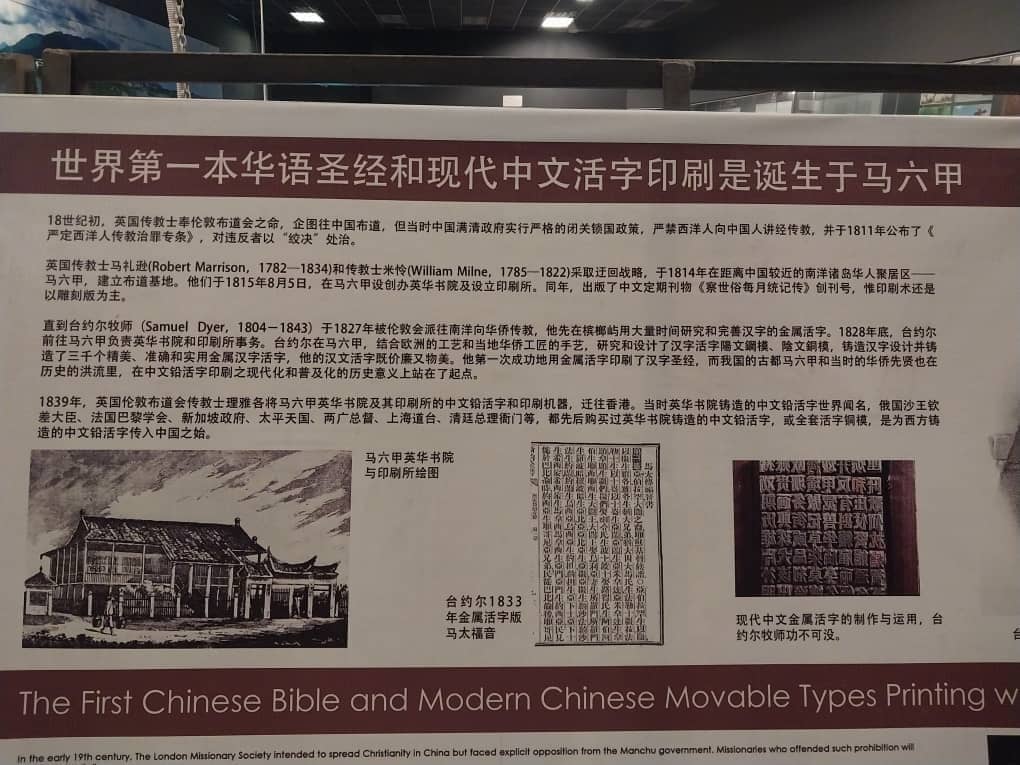 世界第一本华语圣经和现代中文活字印刷是诞生于马六甲
18世纪初，英国传教士奉伦敦布道会之命，企图往中国布道，但当时中国满清政府实行严格的闭关锁国政策，严禁西洋人向中国人讲经传教，并于1811年公布了《
严定西洋人传教治罪专条》，对违反者以“绞决”处治。
英国传教士马礼逊(Robert Marrison，1782—1834)和传教士米怜(William Milne，1785—1822)采取迂回战略，于1814年在距离中国较近的南洋诸岛华人聚居区——
马六甲，建立布道基地。他们于1815年8月5日，在马六甲设创办英华书院及设立印刷所。同年，出版了中文定期刊物《察世俗每月统记传》创刊号，惟印刷术还是
以雕刻版为主。
直到台约尔牧师（Samuel Dyer，1804－1843）于1827年被伦敦会派往南洋向华侨传教，他先在槟榔屿用大量时间研究和完善汉字的金属活字。1828年底，台约尔
前往马六甲负责英华书院和印刷所事务。台约尔在马六甲，结合欧洲的工艺和当地华侨工匠的手艺，研究和设计了汉字活字陽文鋼模、陰文銅模，铸造汉字设计并铸
造了三千个精美、准确和实用金属汉字活字，他的汉文活字既价廉又物美。他第一次成功地用金属活字印刷了汉字圣经，而我国的古都马六甲和当时的华侨先贤也在
历史的洪流里，在中文铅活字印刷之现代化和普及化的历史意义上站在了起点。
1839年，英国伦敦布道会传教士理雅各将马六甲英华书院及其印刷所的中文铅活字和印刷机器，迁往香港。当时英华书院铸造的中文铅活字世界闻名，俄国沙王钦
差大臣、法国巴黎学会、新加坡政府、太平天国、两广总督、上海道台、清廷总理衙门等，都先后购买过英华书院铸造的中文铅活字，或全套活字铜模，是为西方铸
造的中文铅活字传入中国之始。
马六甲英华书院
与印刷所绘图
台约尔1833
年金属活字版
马太福音
馬太傳福音書
现代中文金属活字的制作与运用，台
约尔牧师功不可没。
The First Chinese Bible and Modern Chinese Movable Types Printing w
In the early 19th century, The London Missionary Society intended to spread Christianity in China but faced explicit opposition from the Manchu government. Missionaries who offended such prohibition will